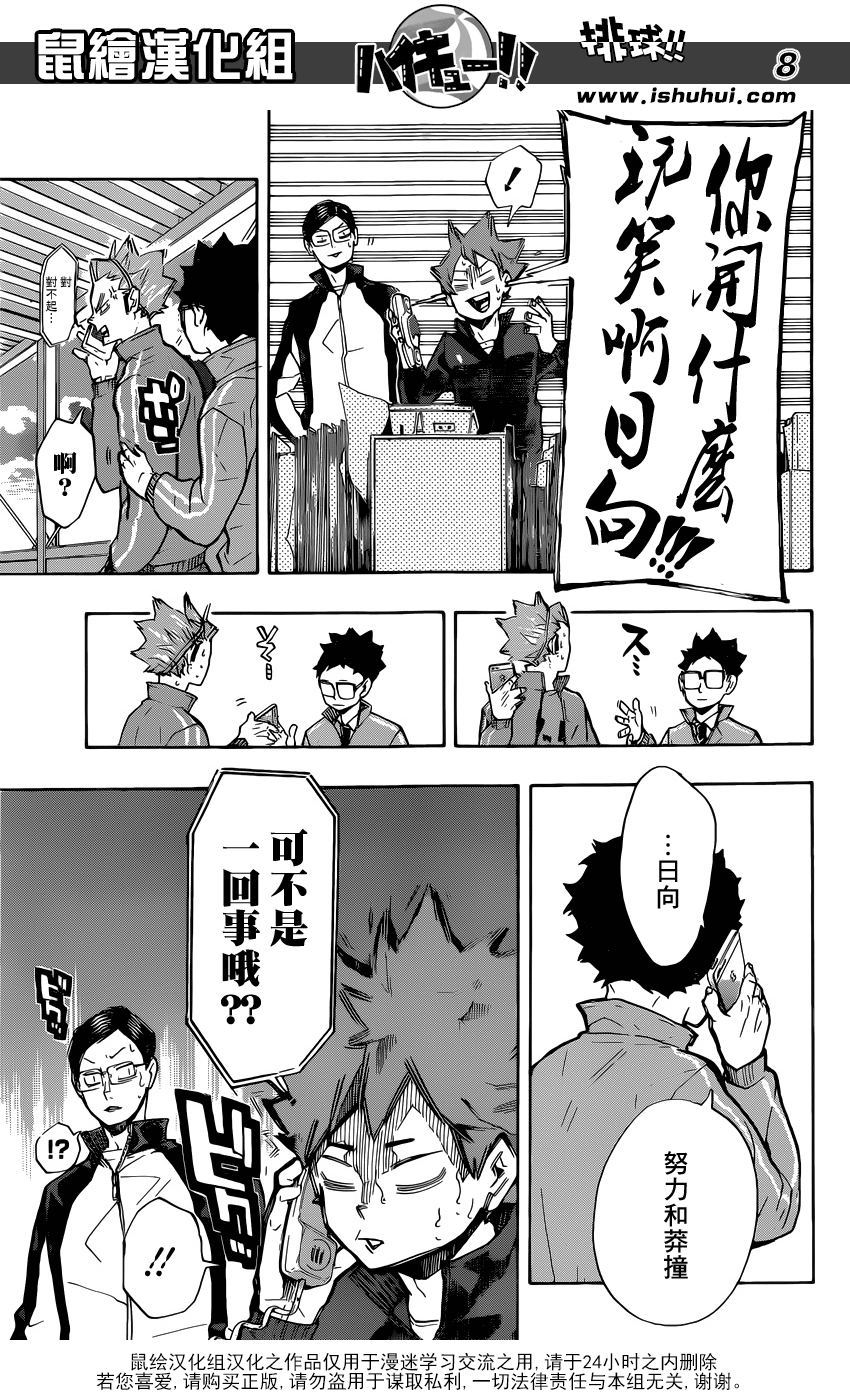 鼠繪漢化組
ハイキュー!!
排球!!
8
www.ishuhui.com
你開什麼
玩笑啊日向!!!
!
對
對不起…
啊?
ス…
…日向
努力和莽撞
可不是
一回事哦??
!?
!!
鼠绘汉化组汉化之作品仅用于漫迷学习交流之用, 请于24小时之内删除
若您喜爱, 请购买正版, 请勿盗用于谋取私利, 一切法律责任与本组无关, 谢谢。